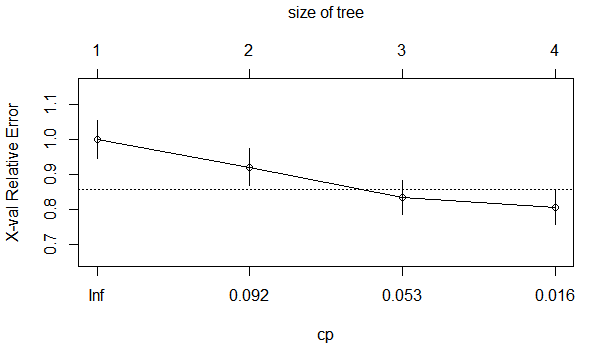 size of tree
1 2 3 4
X-val Relative Error
1.1
1.0
0.9
0.8
0.7
Inf 0.092 0.053 0.016
cp